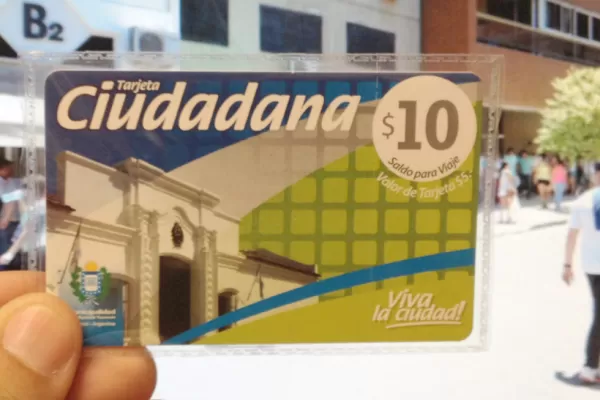 B2
Tarjeta
Ciudadana
$10
Saldo para Viaje
Valor de Tarjeta $5.-
Viva
la ciudad!